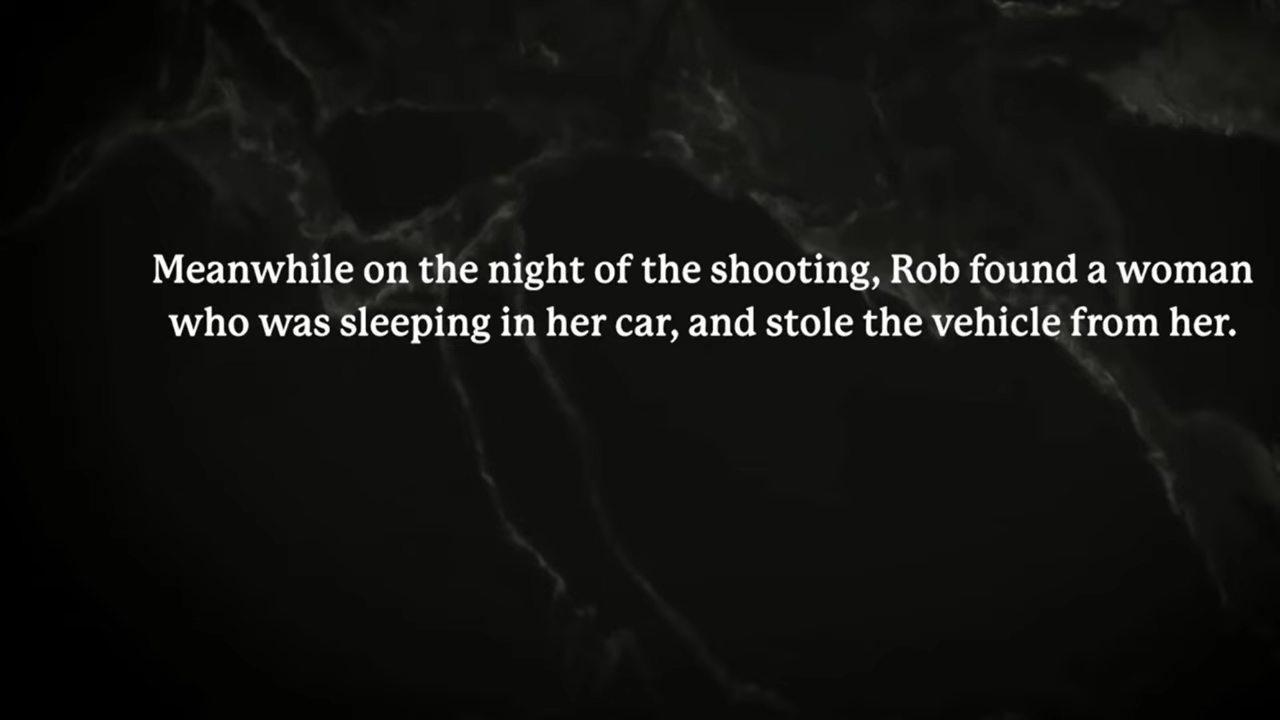 Meanwhile on the night of the shooting, Rob found a woman
who was sleeping in her car, and stole the vehicle from her.